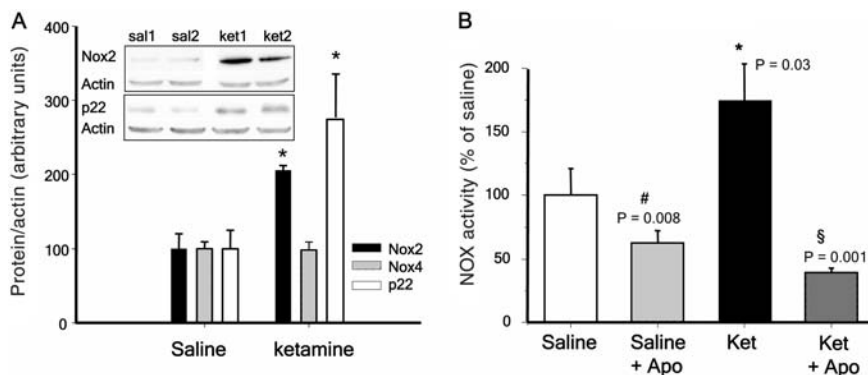 A
Protein/actin (arbitrary units)
400
300
200
100
0
sal1 sal2 ket1 ket2
Nox2
Actin
p22
Actin
*
*
Nox2
Nox4
p22
Saline ketamine
B
NOX activity (% of saline)
200
150
100
50
0
*
P = 0.03
#
P = 0.008
§
P = 0.001
Saline Saline + Apo Ket Ket + Apo